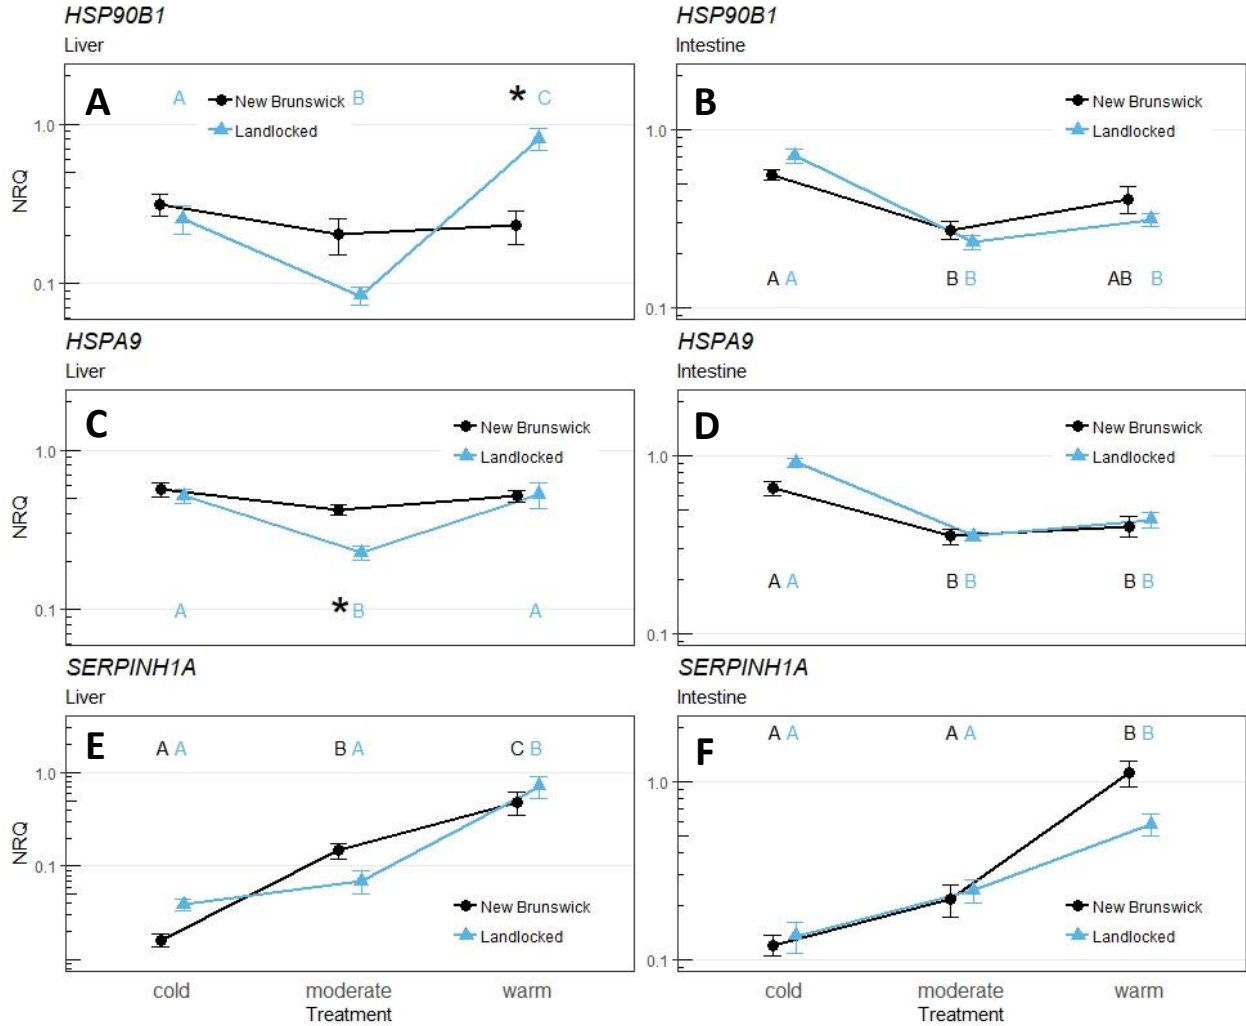 HSP90B1
Liver
A
A
New Brunswick
B
* C
Landlocked
1.0
0.1
NRQ
HSP90B1
Intestine
B
New Brunswick
Landlocked
1.0
0.1
A A
B B
AB B
HSPA9
Liver
C
New Brunswick
Landlocked
1.0
0.1
NRQ
A
* B
A
HSPA9
Intestine
D
New Brunswick
Landlocked
1.0
0.1
A A
B B
B B
SERPINH1A
Liver
E
A A
B A
C B
1.0
0.1
NRQ
New Brunswick
Landlocked
cold
moderate
warm
Treatment
SERPINH1A
Intestine
F
A A
A A
B B
1.0
0.1
New Brunswick
Landlocked
cold
moderate
warm
Treatment